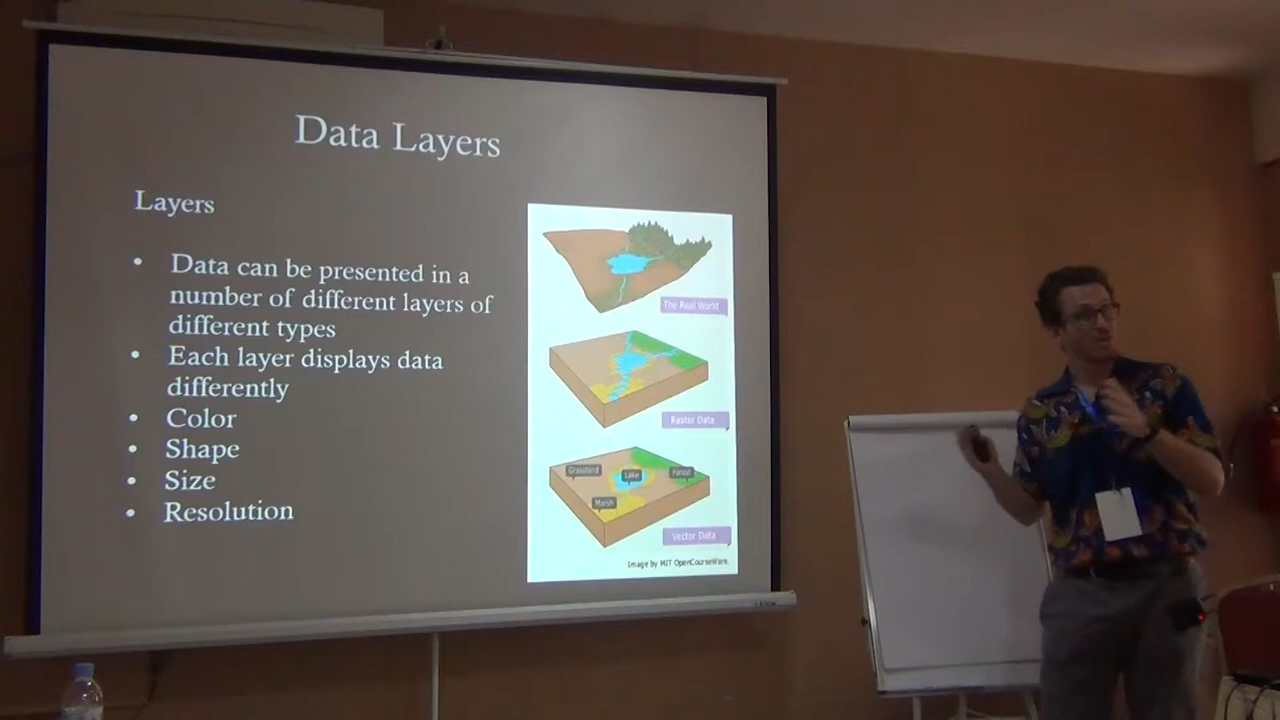 Data Layers
Layers
• Data can be presented in a
number of different layers of
different types
• Each layer displays data
differently
• Color
• Shape
• Size
• Resolution
The Real World
Raster Data
Grassland
Lake
Forest
Marsh
Vector Data
Image by MIT OpenCourseWare.